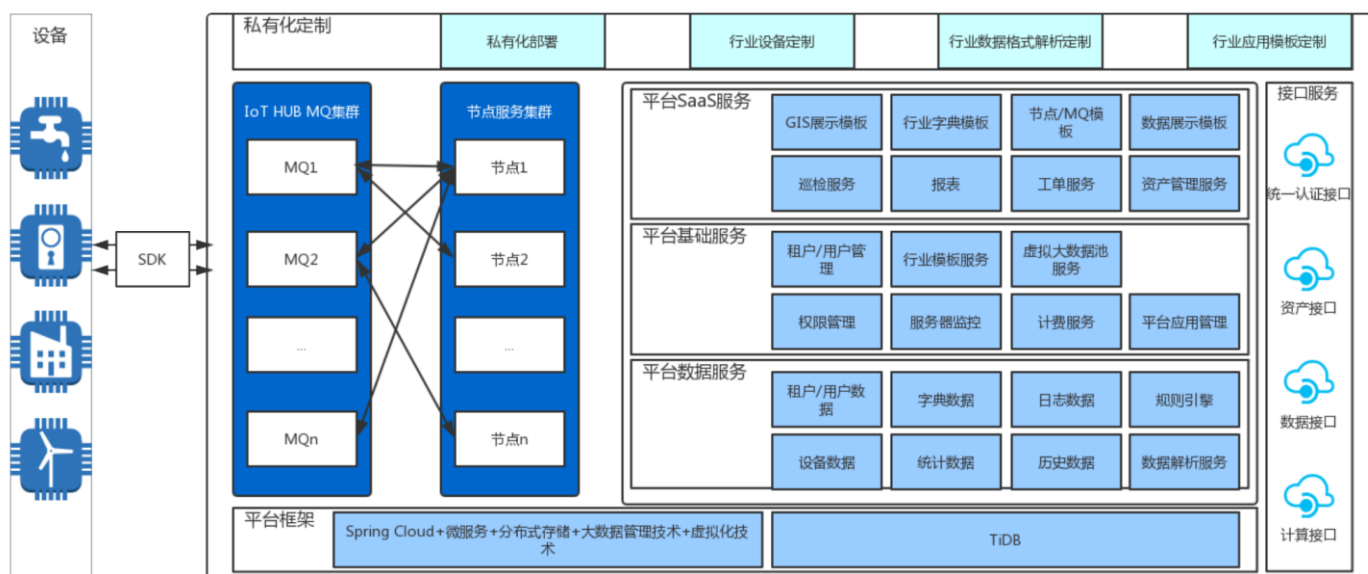 设备
SDK
私有化定制
私有化部署
行业设备定制
行业数据格式解析定制
行业应用模板定制
IoT HUB MQ集群
MQ1
MQ2
...
MQn
节点服务集群
节点1
节点2
...
节点n
平台SaaS服务
GIS展示模板
行业字典模板
节点/MQ模
板
数据展示模板
巡检服务
报表
工单服务
资产管理服务
平台基础服务
租户/用户管
理
行业模板服务
虚拟大数据池
服务
权限管理
服务器监控
计费服务
平台应用管理
平台数据服务
租户/用户数
据
字典数据
日志数据
规则引擎
设备数据
统计数据
历史数据
数据解析服务
接口服务
统一认证接口
资产接口
数据接口
计算接口
平台框架
Spring Cloud+微服务+分布式存储+大数据管理技术+虚拟化技
术
TiDB